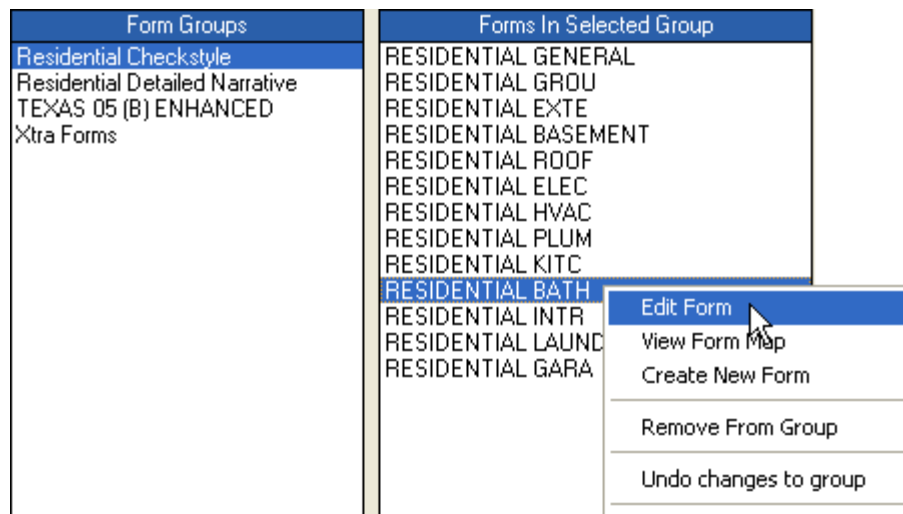 Form Groups
Residential Checkstyle
Residential Detailed Narrative
TEXAS 05 (B) ENHANCED
Xtra Forms
Forms In Selected Group
RESIDENTIAL GENERAL
RESIDENTIAL GROU
RESIDENTIAL EXTE
RESIDENTIAL BASEMENT
RESIDENTIAL ROOF
RESIDENTIAL ELEC
RESIDENTIAL HVAC
RESIDENTIAL PLUM
RESIDENTIAL KITC
RESIDENTIAL BATH
RESIDENTIAL INTR
RESIDENTIAL LAUND
RESIDENTIAL GARA
Edit Form
View Form Map
Create New Form
Remove From Group
Undo changes to group